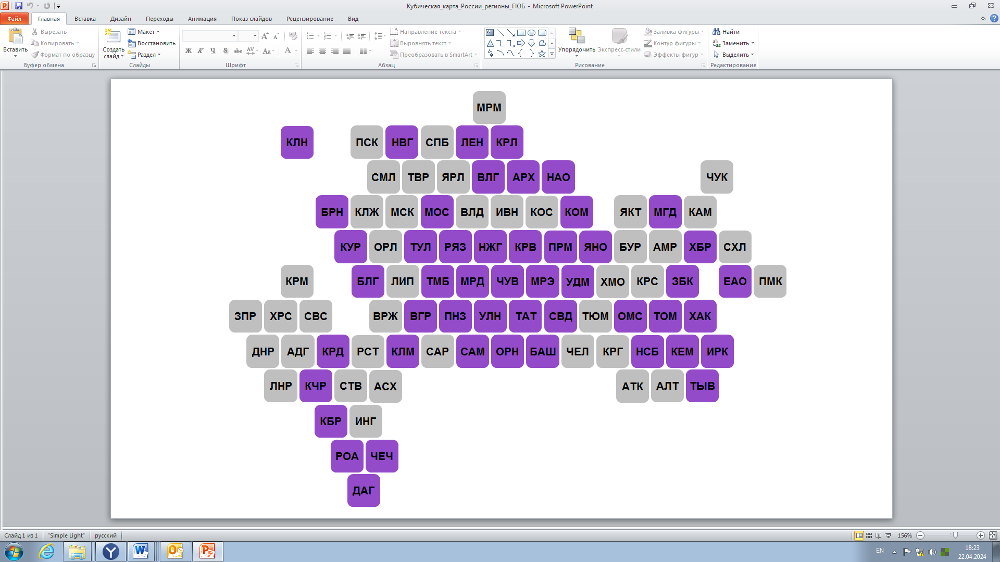 Кубическая_карта_России_регионы_ГЮБ - Microsoft PowerPoint
Файл Главная Вставка Дизайн Переходы Анимация Показ слайдов Рецензирование Вид
Вставить
Вырезать
Копировать
Формат по образцу
Буфер обмена
Создать слайд
Макет
Восстановить
Раздел
Слайды
Ж К Ч S abc AV Aa A
Шрифт
Направление текста
Выровнять текст
Преобразовать в SmartArt
Абзац
Упорядочить
Экспресс-стили
Заливка фигуры
Контур фигуры
Эффекты фигур
Рисование
Найти
Заменить
Выделить
Редактирование
МРМ
КЛН ПСК НВГ СПБ ЛЕН КРЛ
СМЛ ТВР ЯРЛ ВЛГ АРХ НАО ЧУК
БРН КЛЖ МСК МОС ВЛД ИВН КОС КОМ ЯКТ МГД КАМ
КУР ОРЛ ТУЛ РЯЗ НЖГ КРВ ПРМ ЯНО БУР АМР ХБР СХЛ
КРМ БЛГ ЛИП ТМБ МРД ЧУВ МРЭ УДМ ХМО КРС ЗБК ЕАО ПМК
ЗПР ХРС СВС ВРЖ ВГР ПНЗ УЛН ТАТ СВД ТЮМ ОМС ТОМ ХАК
ДНР АДГ КРД РСТ КЛМ САР САМ ОРН БАШ ЧЕЛ КРГ НСБ КЕМ ИРК
ЛНР КЧР СТВ АСХ АТК АЛТ ТЫВ
КБР ИНГ
РОА ЧЕЧ
ДАГ
Слайд 1 из 1 "Simple Light" русский 156%
EN 18:23
22.04.2024